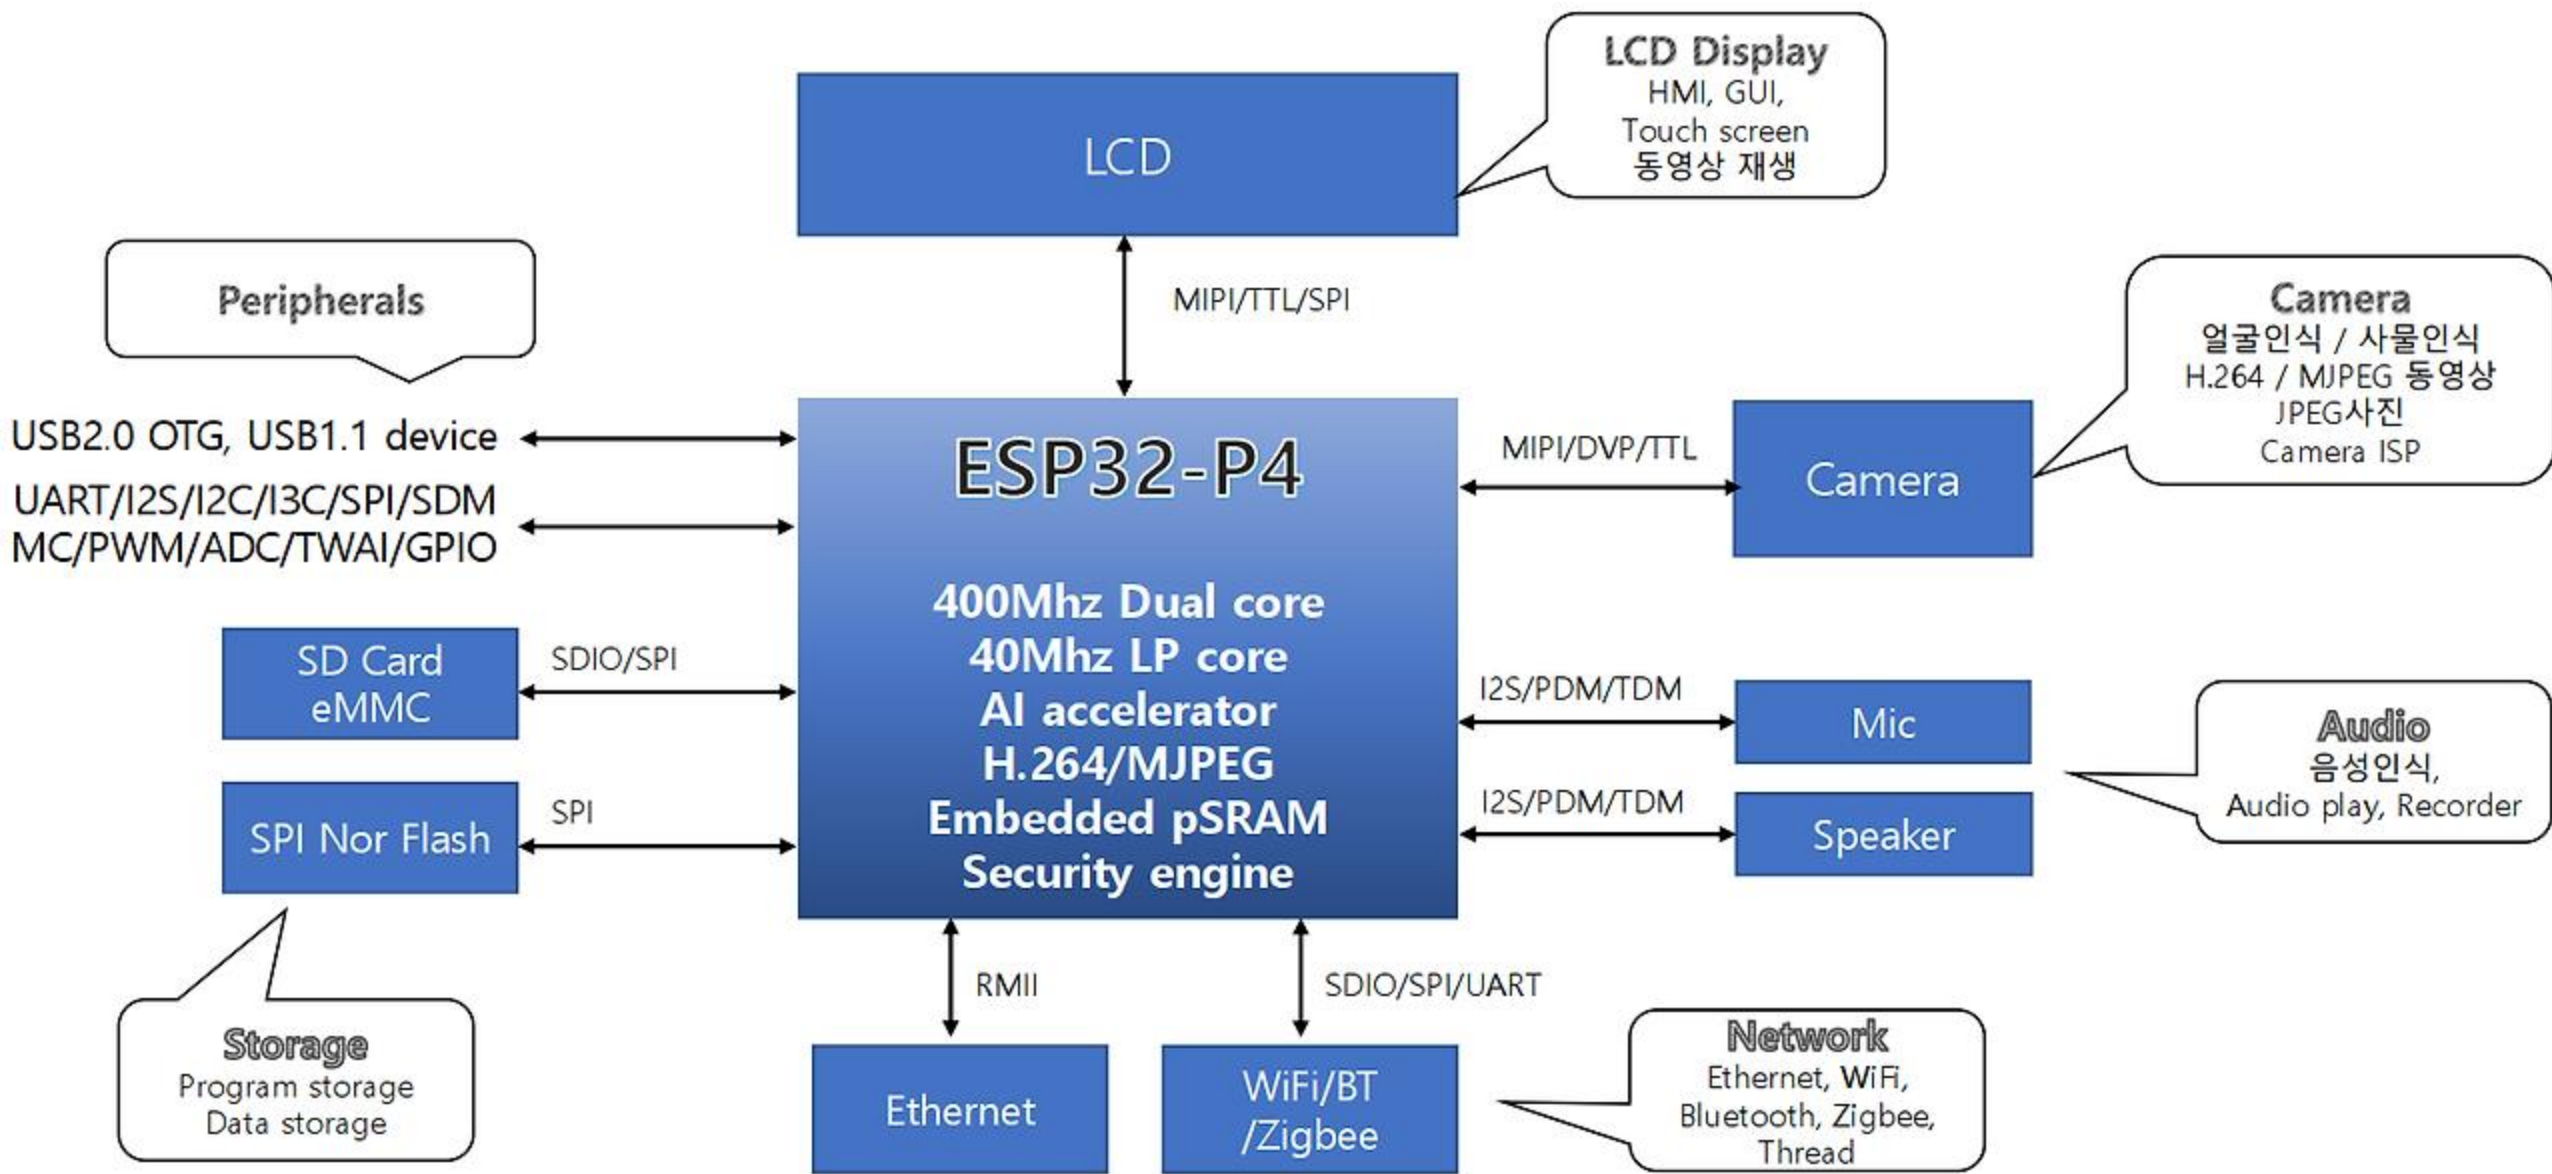 LCD
LCD Display
HMI, GUI,
Touch screen
동영상 재생
MIPI/TTL/SPI
Peripherals
USB2.0 OTG, USB1.1 device
UART/I2S/I2C/I3C/SPI/SDM
MC/PWM/ADC/TWAI/GPIO
SD Card
eMMC
SDIO/SPI
SPI Nor Flash
SPI
Storage
Program storage
Data storage
ESP32-P4
400Mhz Dual core
40Mhz LP core
AI accelerator
H.264/MJPEG
Embedded pSRAM
Security engine
MIPI/DVP/TTL
Camera
Camera
얼굴인식 / 사물인식
H.264 / MJPEG 동영상
JPEG사진
Camera ISP
I2S/PDM/TDM
Mic
I2S/PDM/TDM
Speaker
Audio
음성인식,
Audio play, Recorder
RMII
Ethernet
SDIO/SPI/UART
WiFi/BT
/Zigbee
Network
Ethernet, WiFi,
Bluetooth, Zigbee,
Thread